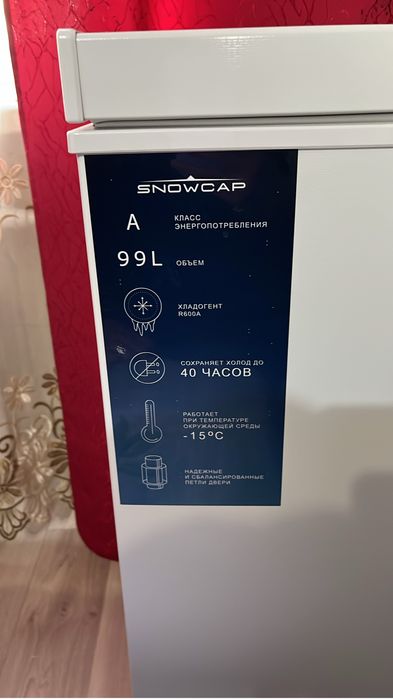 SNOWCAP
A
КЛАСС
ЭНЕРГОПОТРЕБЛЕНИЯ
99L
ОБЪЕМ
ХЛАДОГЕНТ
R600A
СОХРАНЯЕТ ХОЛОД ДО
40 ЧАСОВ
РАБОТАЕТ
ПРИ ТЕМПЕРАТУРЕ
ОКРУЖАЮЩЕЙ СРЕДЫ
-15ºC
НАДЕЖНЫЕ
И СБАЛАНСИРОВАННЫЕ
ПЕТЛИ ДВЕРИ